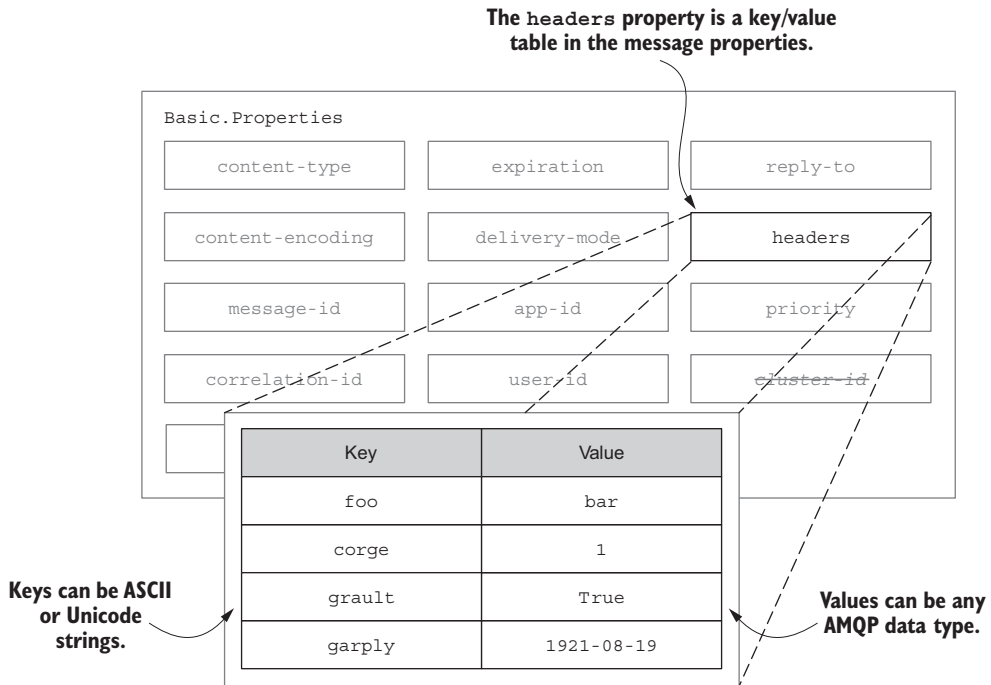 The headers property is a key/value
table in the message properties.
Basic.Properties
content-type expiration reply-to
content-encoding delivery-mode headers
message-id app-id priority
correlation-id user-id cluster-id
Key Value
foo bar
corge 1
grault True
garply 1921-08-19
Keys can be ASCII
or Unicode
strings.
Values can be any
AMQP data type.